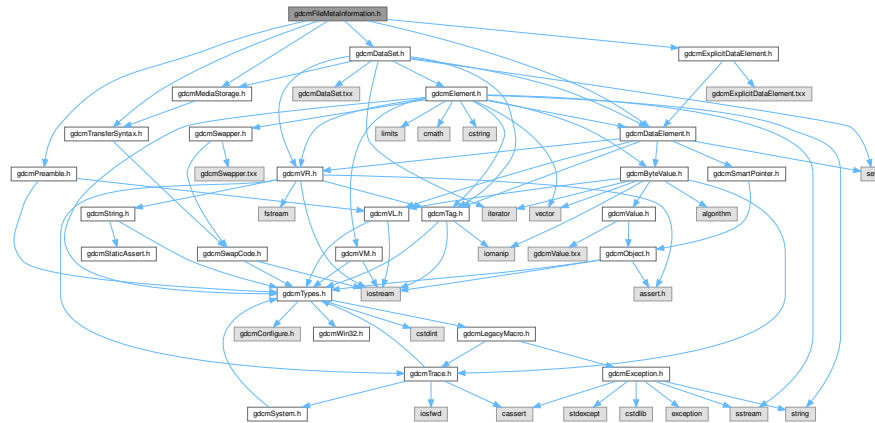 gdcmFileMetaInformation.h
gdcmDataSet.h
gdcmExplicitDataElement.h
gdcmMediaStorage.h
gdcmDataSet.txx
gdcmElement.h
gdcmExplicitDataElement.txx
gdcmTransferSyntax.h
gdcmSwapper.h
limits
cmath
cstring
gdcmDataElement.h
gdcmPreamble.h
gdcmSwapper.txx
gdcmVR.h
gdcmByteValue.h
gdcmSmartPointer.h
set
gdcmString.h
fstream
gdcmVL.h
gdcmTag.h
iterator
vector
gdcmValue.h
algorithm
gdcmStaticAssert.h
gdcmSwapCode.h
gdcmVM.h
iomanip
gdcmValue.txx
gdcmObject.h
gdcmTypes.h
iostream
assert.h
gdcmConfigure.h
gdcmWin32.h
cstdint
gdcmLegacyMacro.h
gdcmTrace.h
gdcmException.h
gdcmSystem.h
iosfwd
cassert
stdexcept
cstdlib
exception
sstream
string